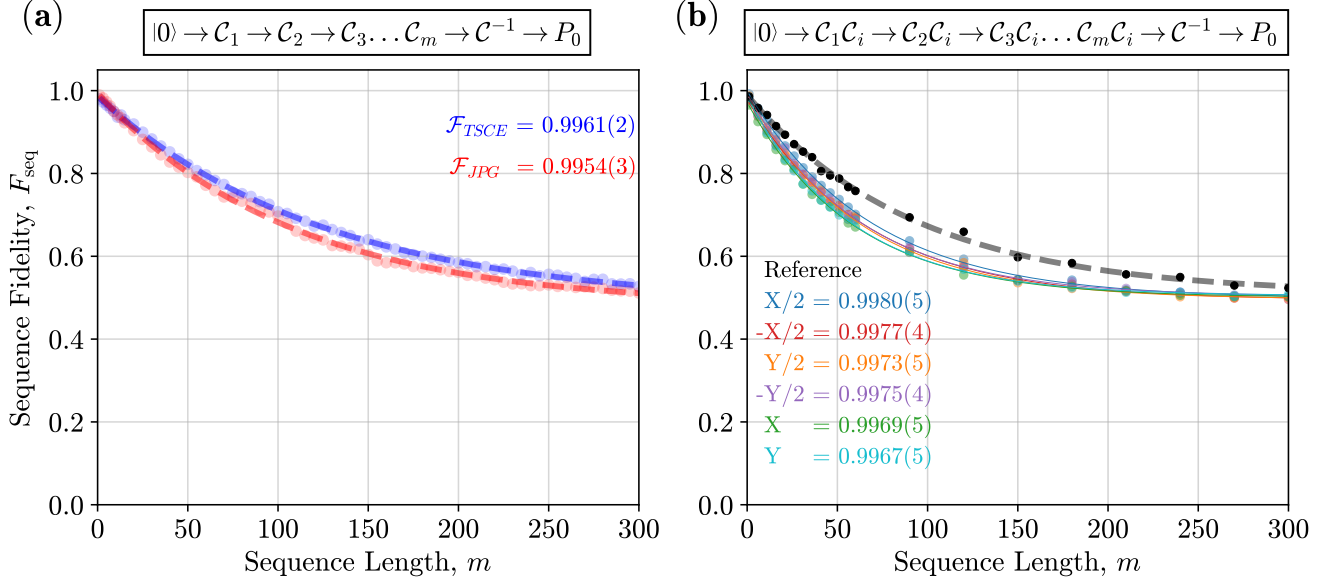 (a)
|0⟩ → C₁ → C₂ → C₃ … Cₘ → C⁻¹ → P₀
1.0
0.8
0.6
0.4
0.2
0.0
Sequence Fidelity, F_seq
F_TSCE = 0.9961(2)
F_JPG = 0.9954(3)
0 50 100 150 200 250 300
Sequence Length, m
(b)
|0⟩ → C₁Cᵢ → C₂Cᵢ → C₃Cᵢ … CₘCᵢ → C⁻¹ → P₀
1.0
0.8
0.6
0.4
0.2
0.0
Reference
X/2 = 0.9980(5)
-X/2 = 0.9977(4)
Y/2 = 0.9973(5)
-Y/2 = 0.9975(4)
X = 0.9969(5)
Y = 0.9967(5)
0 50 100 150 200 250 300
Sequence Length, m